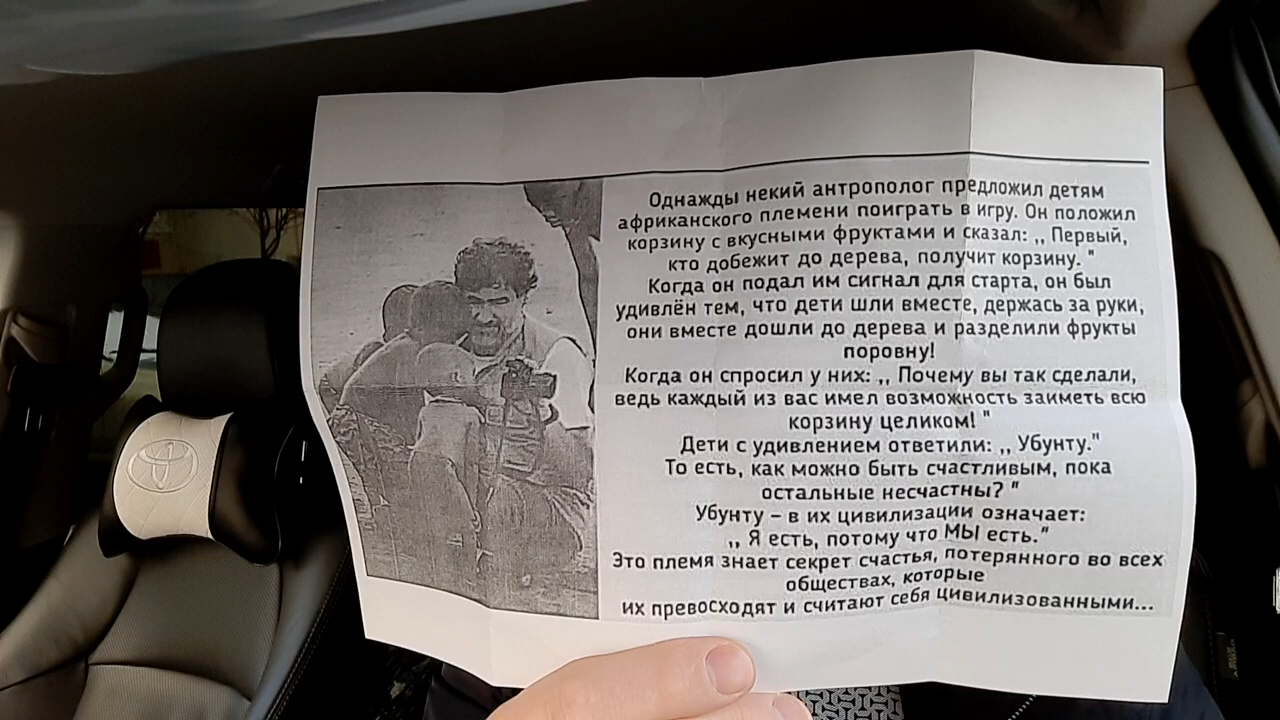 Однажды некий антрополог предложил детям
африканского племени поиграть в игру. Он положил
корзину с вкусными фруктами и сказал: ,, Первый,
кто добежит до дерева, получит корзину. "
Когда он подал им сигнал для старта, он был
удивлён тем, что дети шли вместе, держась за руки,
они вместе дошли до дерева и разделили фрукты
поровну!
Когда он спросил у них: ,, Почему вы так сделали,
ведь каждый из вас имел возможность заиметь всю
корзину целиком! "
Дети с удивлением ответили: ,, Убунту."
То есть, как можно быть счастливым, пока
остальные несчастны? "
Убунту – в их цивилизации означает:
,, Я есть, потому что МЫ есть."
Это племя знает секрет счастья, потерянного во всех
обществах, которые
их превосходят и считают себя цивилизованными...